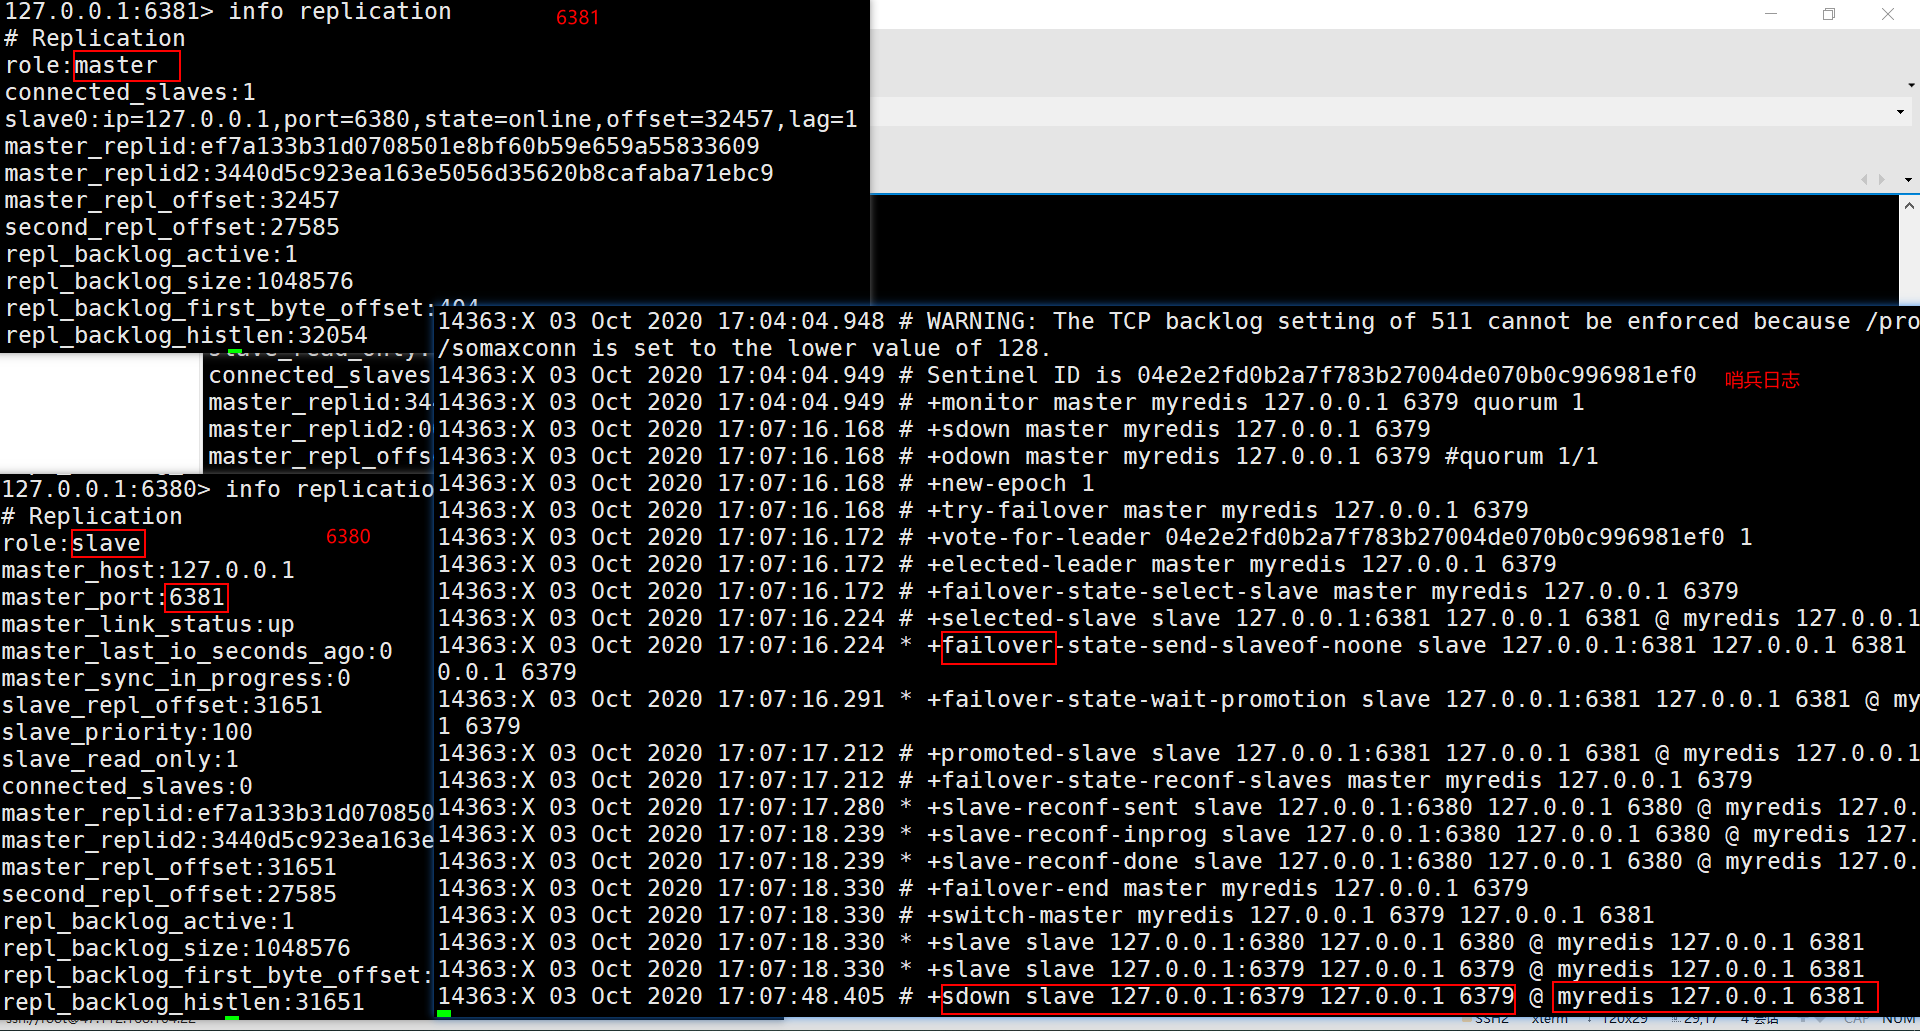 127.0.0.1:6381> info replication
6381
# Replication
role:master
connected_slaves:1
slave0:ip=127.0.0.1,port=6380,state=online,offset=32457,lag=1
master_replid:ef7a133b31d0708501e8bf60b59e659a55833609
master_replid2:3440d5c923ea163e5056d35620b8cafaba71ebc9
master_repl_offset:32457
second_repl_offset:27585
repl_backlog_active:1
repl_backlog_size:1048576
repl_backlog_first_byte_offset:404
repl_backlog_histlen:32054
slave_read_only:
connected_slaves
master_replid:34
master_replid2:0
master_repl_offs
127.0.0.1:6380> info replicatio
# Replication
role:slave
6380
master_host:127.0.0.1
master_port:6381
master_link_status:up
master_last_io_seconds_ago:0
master_sync_in_progress:0
slave_repl_offset:31651
slave_priority:100
slave_read_only:1
connected_slaves:0
master_replid:ef7a133b31d070850
master_replid2:3440d5c923ea163e
master_repl_offset:31651
second_repl_offset:27585
repl_backlog_active:1
repl_backlog_size:1048576
repl_backlog_first_byte_offset:
repl_backlog_histlen:31651
14363:X 03 Oct 2020 17:04:04.948 # WARNING: The TCP backlog setting of 511 cannot be enforced because /pro
/somaxconn is set to the lower value of 128.
14363:X 03 Oct 2020 17:04:04.949 # Sentinel ID is 04e2e2fd0b2a7f783b27004de070b0c996981ef0
哨兵日志
14363:X 03 Oct 2020 17:04:04.949 # +monitor master myredis 127.0.0.1 6379 quorum 1
14363:X 03 Oct 2020 17:07:16.168 # +sdown master myredis 127.0.0.1 6379
14363:X 03 Oct 2020 17:07:16.168 # +odown master myredis 127.0.0.1 6379 #quorum 1/1
14363:X 03 Oct 2020 17:07:16.168 # +new-epoch 1
14363:X 03 Oct 2020 17:07:16.168 # +try-failover master myredis 127.0.0.1 6379
14363:X 03 Oct 2020 17:07:16.172 # +vote-for-leader 04e2e2fd0b2a7f783b27004de070b0c996981ef0 1
14363:X 03 Oct 2020 17:07:16.172 # +elected-leader master myredis 127.0.0.1 6379
14363:X 03 Oct 2020 17:07:16.172 # +failover-state-select-slave master myredis 127.0.0.1 6379
14363:X 03 Oct 2020 17:07:16.224 # +selected-slave slave 127.0.0.1:6381 127.0.0.1 6381 @ myredis 127.0.0.1
14363:X 03 Oct 2020 17:07:16.224 * +failover-state-send-slaveof-noone slave 127.0.0.1:6381 127.0.0.1 6381
0.0.1 6379
14363:X 03 Oct 2020 17:07:16.291 * +failover-state-wait-promotion slave 127.0.0.1:6381 127.0.0.1 6381 @ my
1 6379
14363:X 03 Oct 2020 17:07:17.212 # +promoted-slave slave 127.0.0.1:6381 127.0.0.1 6381 @ myredis 127.0.0.1
14363:X 03 Oct 2020 17:07:17.212 # +failover-state-reconf-slaves master myredis 127.0.0.1 6379
14363:X 03 Oct 2020 17:07:17.280 * +slave-reconf-sent slave 127.0.0.1:6380 127.0.0.1 6380 @ myredis 127.0.
14363:X 03 Oct 2020 17:07:18.239 * +slave-reconf-inprog slave 127.0.0.1:6380 127.0.0.1 6380 @ myredis 127.
14363:X 03 Oct 2020 17:07:18.239 * +slave-reconf-done slave 127.0.0.1:6380 127.0.0.1 6380 @ myredis 127.0.
14363:X 03 Oct 2020 17:07:18.330 # +failover-end master myredis 127.0.0.1 6379
14363:X 03 Oct 2020 17:07:18.330 # +switch-master myredis 127.0.0.1 6379 127.0.0.1 6381
14363:X 03 Oct 2020 17:07:18.330 * +slave slave 127.0.0.1:6380 127.0.0.1 6380 @ myredis 127.0.0.1 6381
14363:X 03 Oct 2020 17:07:18.330 * +slave slave 127.0.0.1:6379 127.0.0.1 6379 @ myredis 127.0.0.1 6381
14363:X 03 Oct 2020 17:07:48.405 # +sdown slave 127.0.0.1:6379 127.0.0.1 6379 @ myredis 127.0.0.1 6381
SSH2 xterm 120x29 29,17 4 会话 CAP NUM